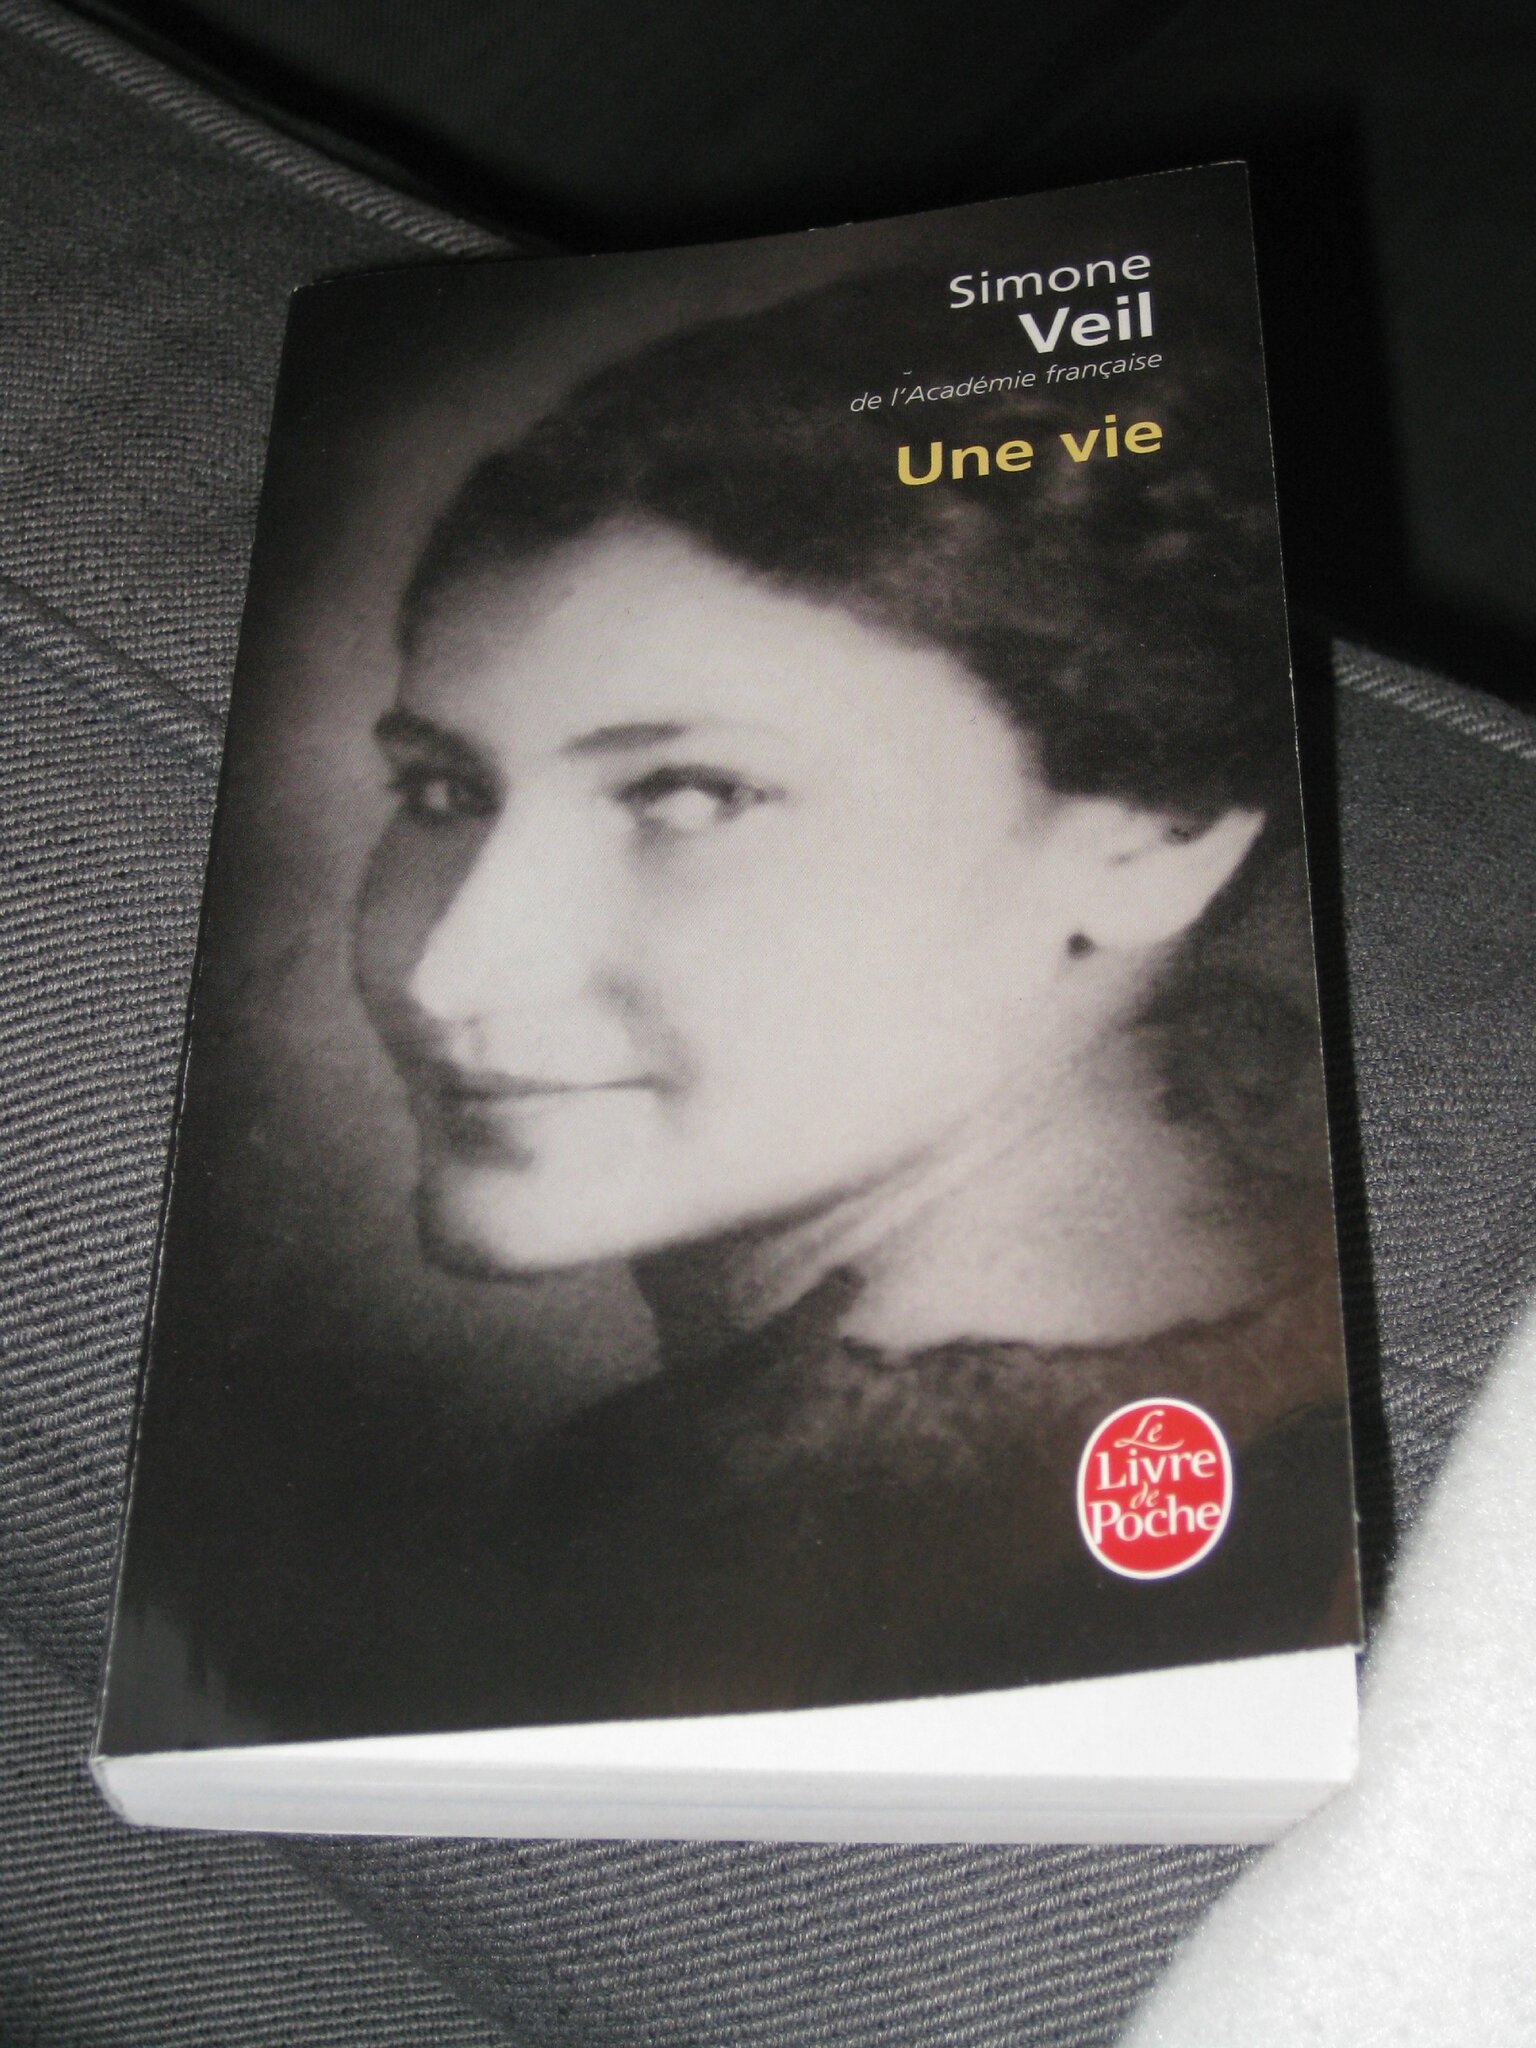 Simone
Veil
de l'Académie française
Une vie
Le
Livre
de
Poche